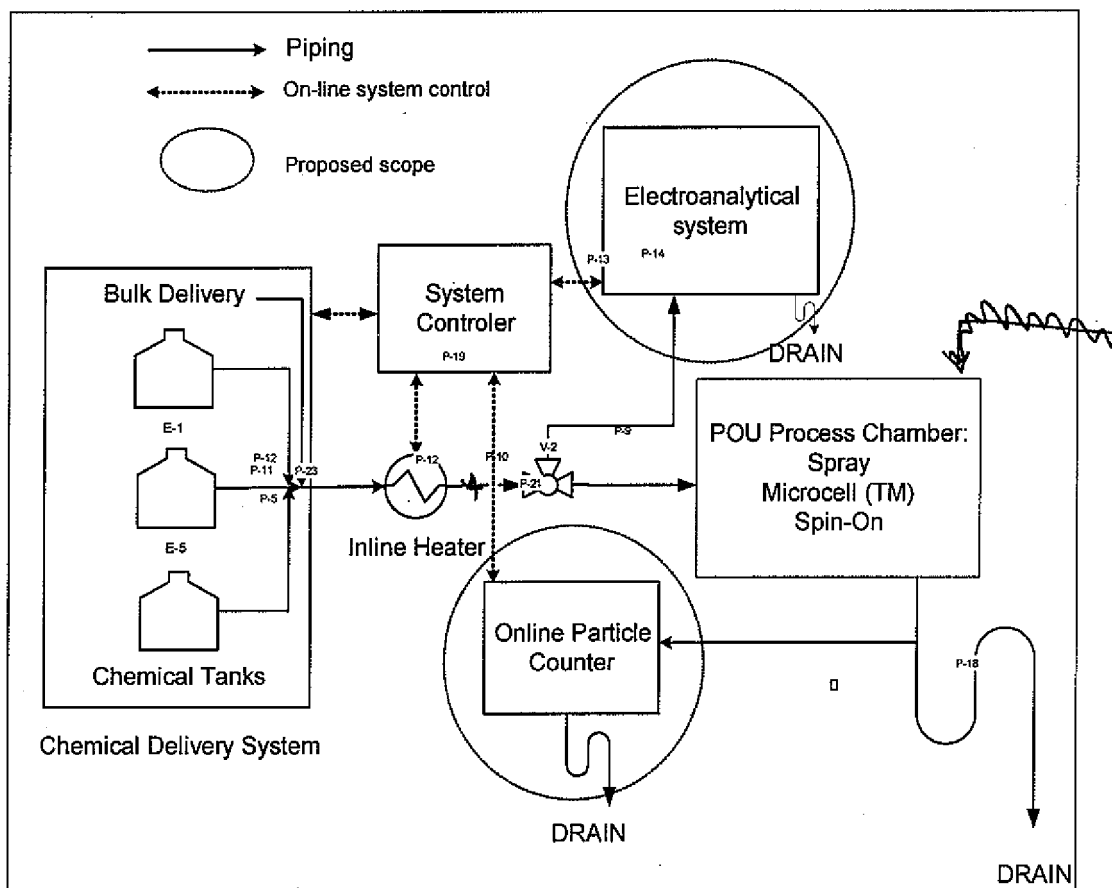 Piping
On-line system control
Proposed scope
Electroanalytical
system
P-13
P-14
System
Controler
P-19
Bulk Delivery
DRAIN
E-1
P-12
P-11
P-23
P-5
E-5
P-12
Inline Heater
P-10
P-21
V-2
P-9
POU Process Chamber:
Spray
Microcell (TM)
Spin-On
Chemical Tanks
Chemical Delivery System
Online Particle
Counter
P-18
DRAIN
DRAIN